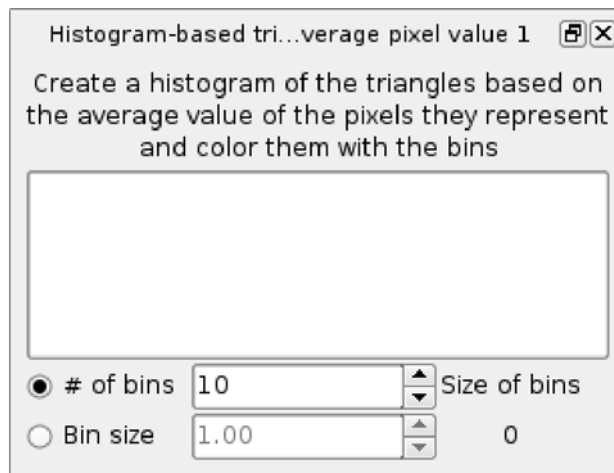 Histogram-based tri...verage pixel value 1
Create a histogram of the triangles based on
the average value of the pixels they represent
and color them with the bins
# of bins 10 Size of bins
Bin size 1.00 0